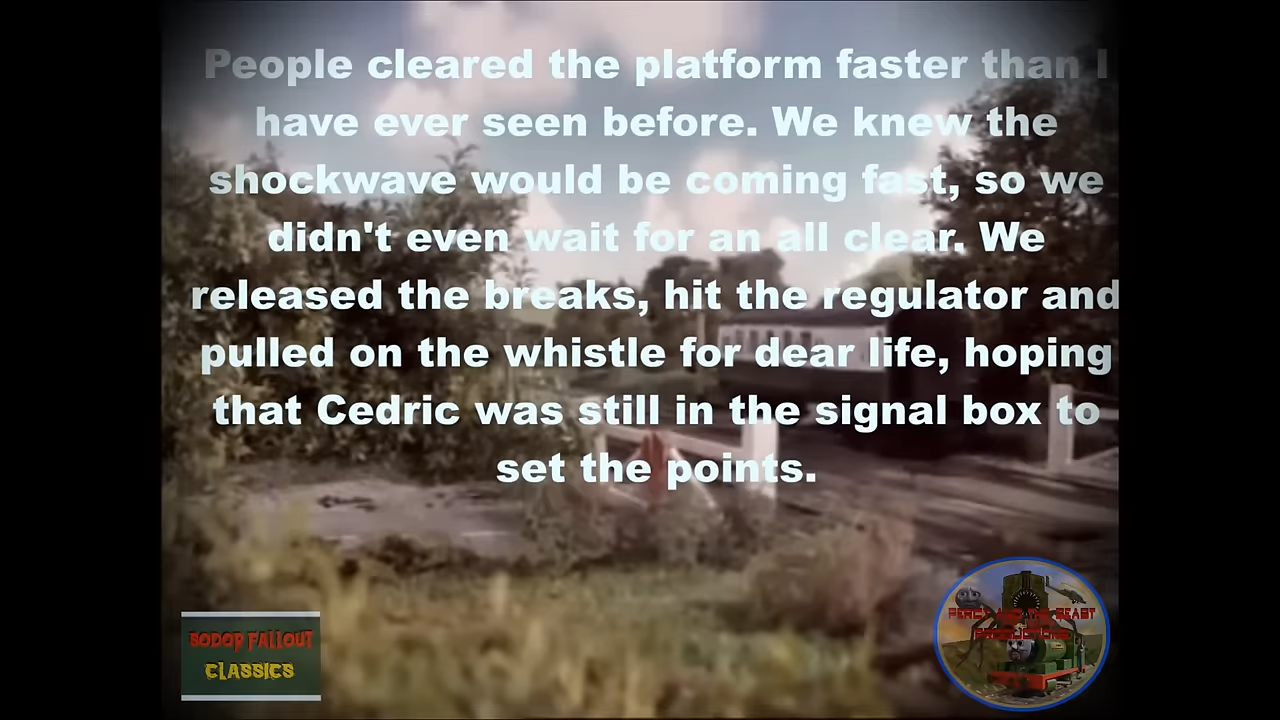 People cleared the platform faster than I
have ever seen before. We knew the
shockwave would be coming fast, so we
didn't even wait for an all clear. We
released the breaks, hit the regulator and
pulled on the whistle for dear life, hoping
that Cedric was still in the signal box to
set the points.
SODOR FALLOUT
CLASSICS
PERCY AND THE BEAST
PRODUCTIONS